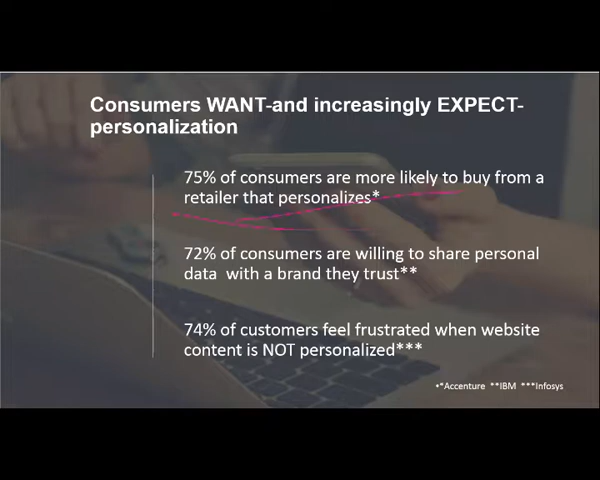 Consumers WANT-and increasingly EXPECT-
personalization
75% of consumers are more likely to buy from a
retailer that personalizes*
72% of consumers are willing to share personal
data with a brand they trust**
74% of customers feel frustrated when website
content is NOT personalized***
•*Accenture **IBM ***Infosys